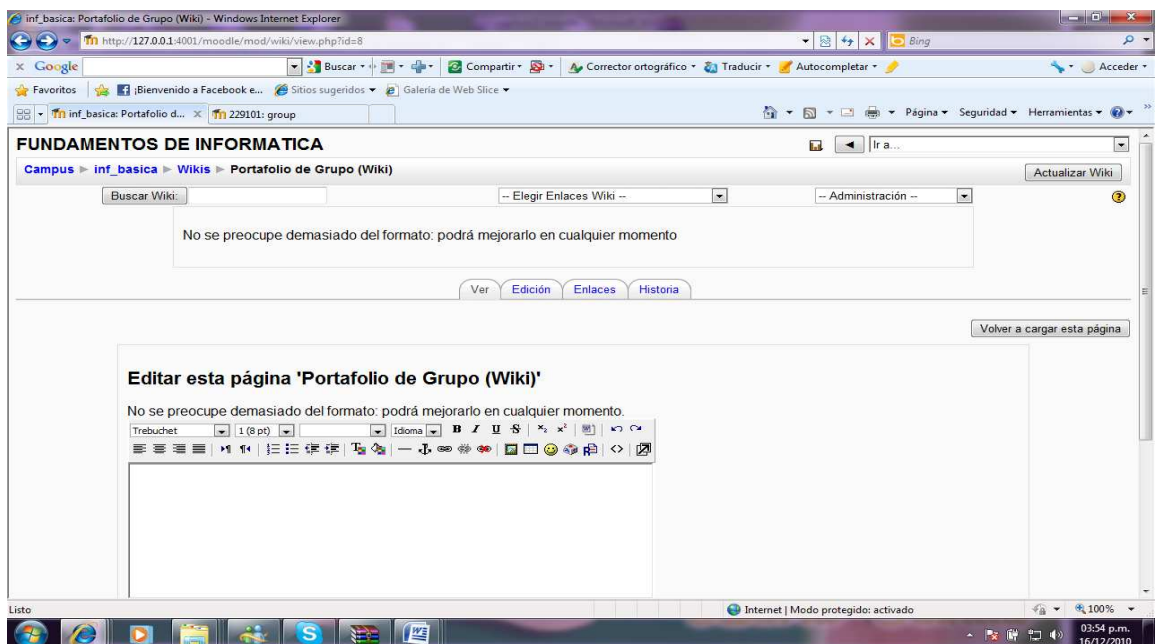 inf_basica: Portafolio de Grupo (Wiki) - Windows Internet Explorer
http://127.0.0.1:4001/moodle/mod/wiki/view.php?id=8 Bing
x Google Buscar Compartir Corrector ortográfico Traducir Autocompletar Acceder
Favoritos ¡Bienvenido a Facebook e... Sitios sugeridos Galería de Web Slice
inf_basica: Portafolio d... x 229101: group Página Seguridad Herramientas
FUNDAMENTOS DE INFORMATICA Ir a...
Campus ► inf_basica ► Wikis ► Portafolio de Grupo (Wiki) Actualizar Wiki
Buscar Wiki: -- Elegir Enlaces Wiki -- -- Administración --
No se preocupe demasiado del formato: podrá mejorarlo en cualquier momento
Ver Edición Enlaces Historia
Volver a cargar esta página
Editar esta página 'Portafolio de Grupo (Wiki)'
No se preocupe demasiado del formato: podrá mejorarlo en cualquier momento.
Trebuchet 1 (8 pt) Idioma B I U S x₂ x²
Listo Internet | Modo protegido: activado 100%
03:54 p.m.
16/12/2010